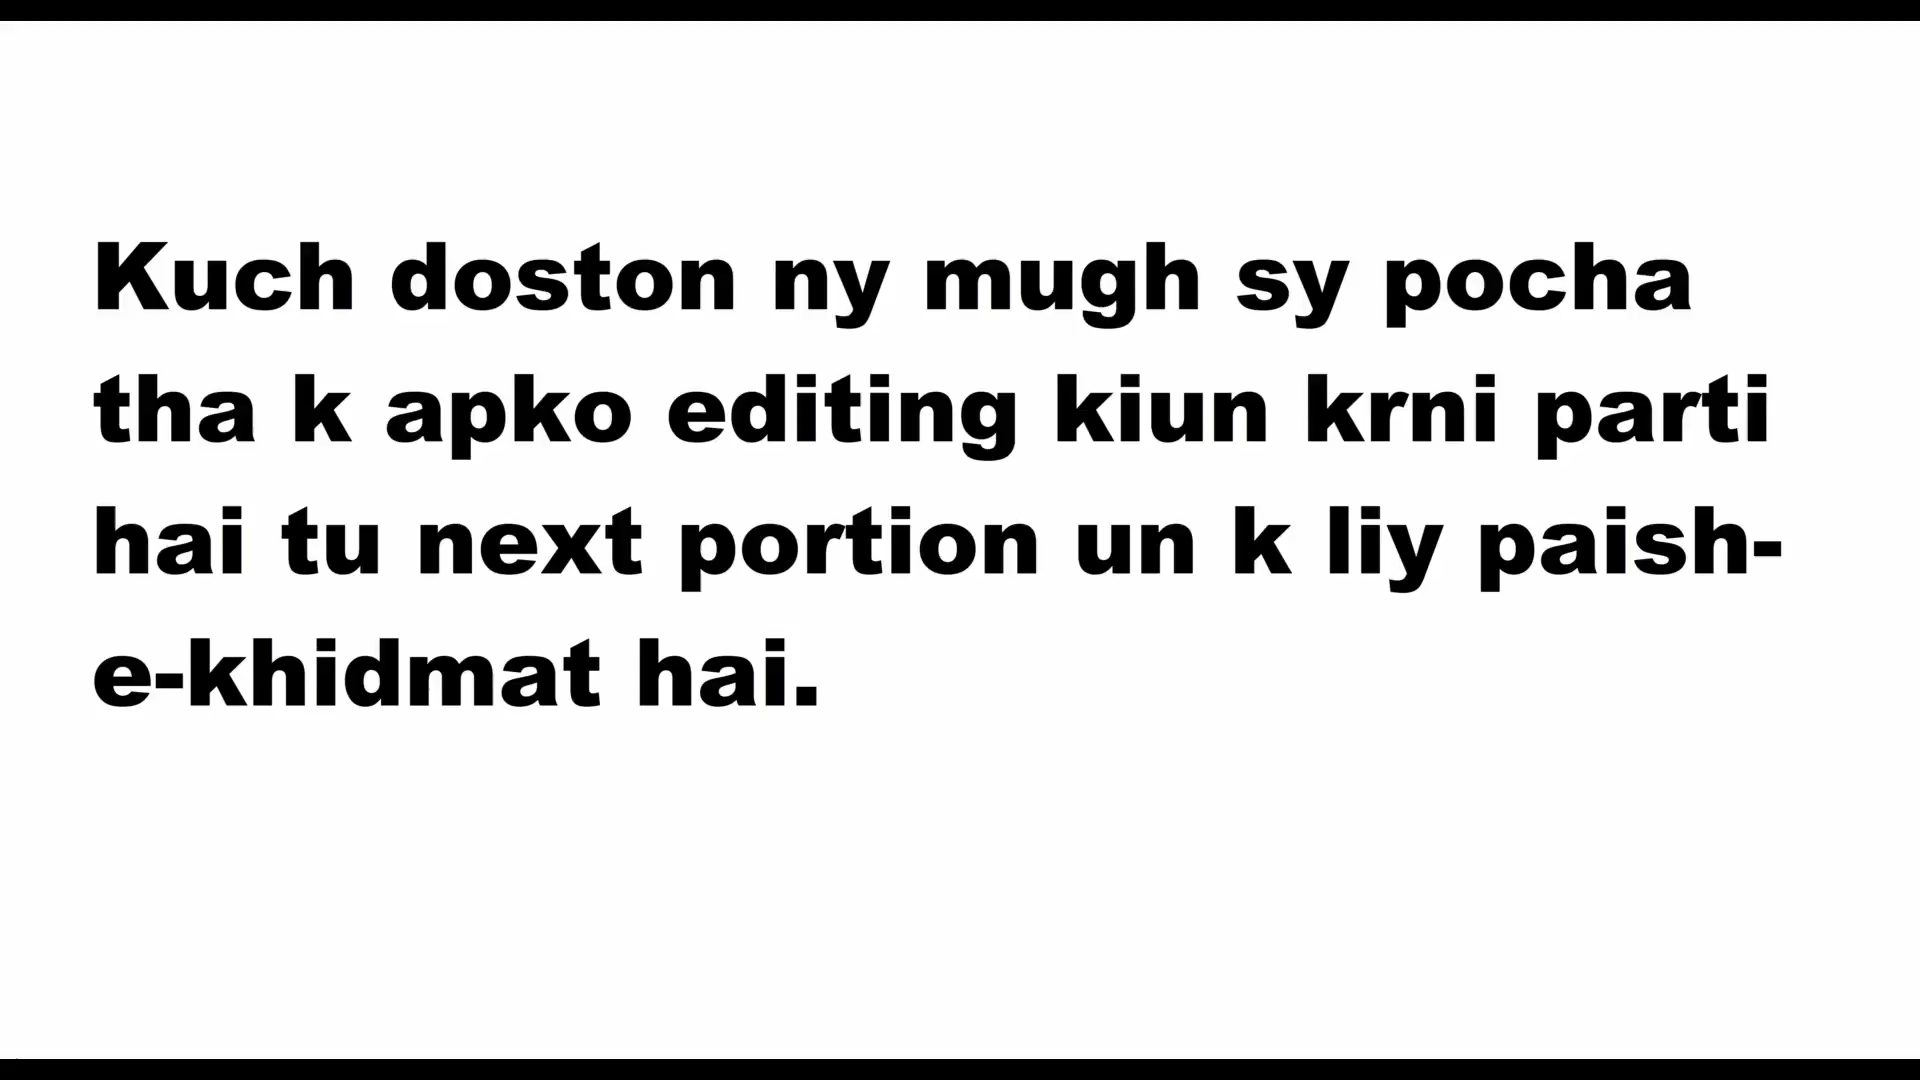 Kuch doston ny mugh sy pocha
tha k apko editing kiun krni parti
hai tu next portion un k liy paish-
e-khidmat hai.